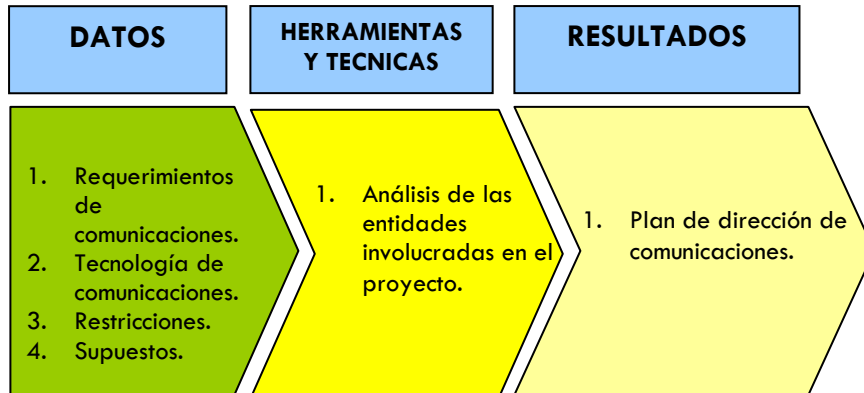 DATOS
HERRAMIENTAS
Y TECNICAS
RESULTADOS
1. Requerimientos
de
comunicaciones.
2. Tecnología de
comunicaciones.
3. Restricciones.
4. Supuestos.
1. Análisis de las
entidades
involucradas en el
proyecto.
1. Plan de dirección de
comunicaciones.